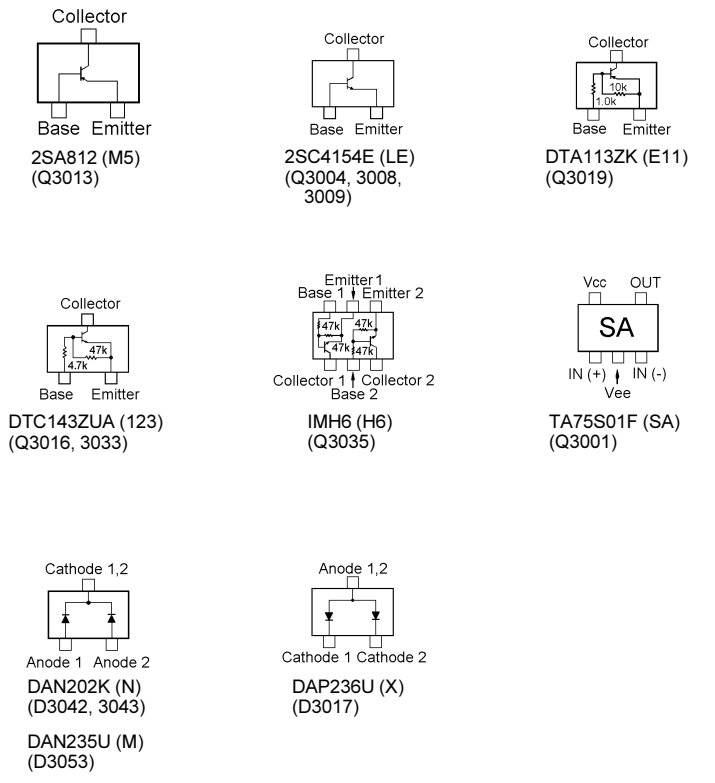 Collector
Base Emitter
2SA812 (M5)
(Q3013)
Collector
Base Emitter
2SC4154E (LE)
(Q3004, 3008,
3009)
Collector
10k
1.0k
Base Emitter
DTA113ZK (E11)
(Q3019)
Collector
47k
4.7k
Base Emitter
DTC143ZUA (123)
(Q3016, 3033)
Emitter 1
Base 1 Emitter 2
47k 47k
47k 47k
Collector 1 Collector 2
Base 2
IMH6 (H6)
(Q3035)
Vcc OUT
SA
IN (+) IN (-)
Vee
TA75S01F (SA)
(Q3001)
Cathode 1,2
Anode 1 Anode 2
DAN202K (N)
(D3042, 3043)
DAN235U (M)
(D3053)
Anode 1,2
Cathode 1 Cathode 2
DAP236U (X)
(D3017)